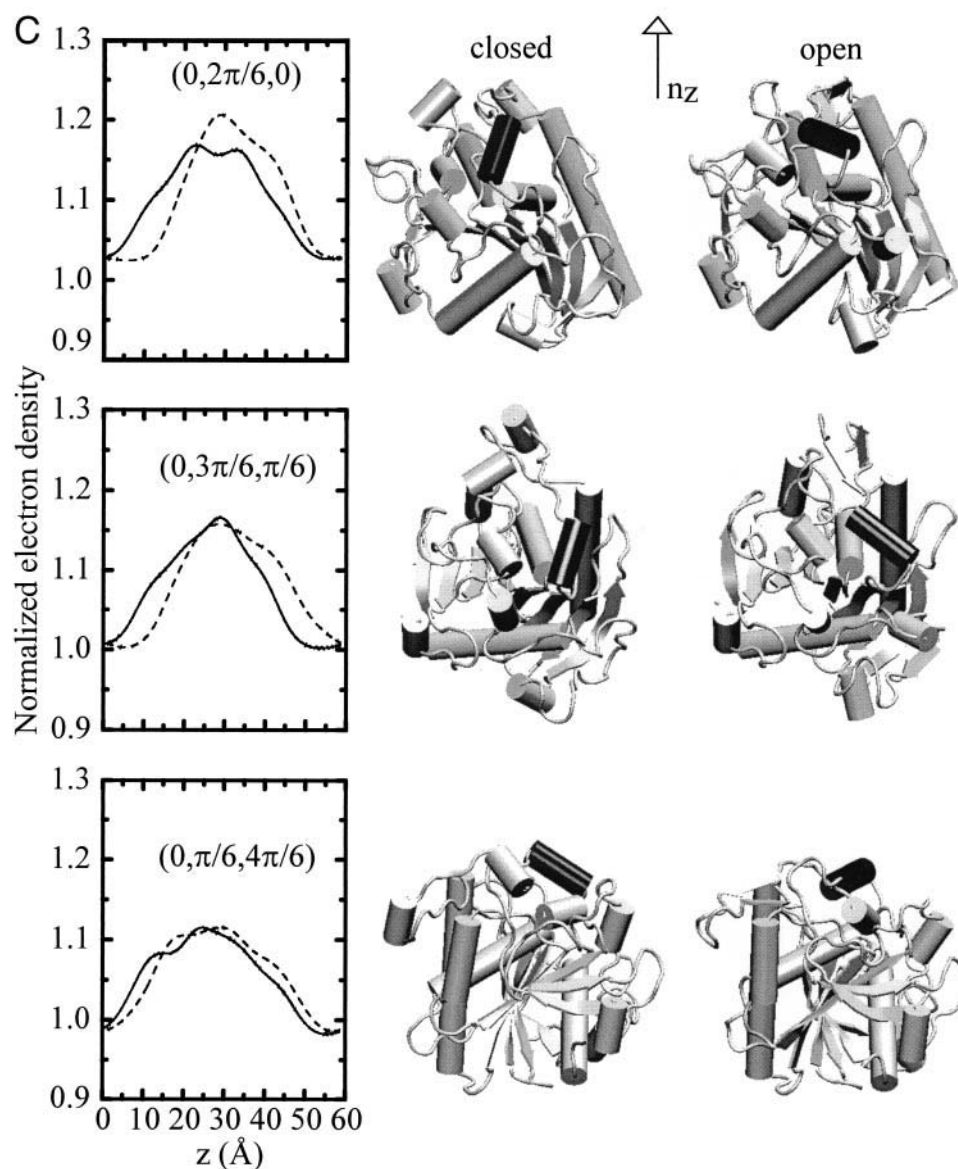 C
closed
open
n_Z
Normalized electron density
1.3
1.2
1.1
1.0
0.9
(0,2π/6,0)
1.3
1.2
1.1
1.0
0.9
(0,3π/6,π/6)
1.3
1.2
1.1
1.0
0.9
(0,π/6,4π/6)
0 10 20 30 40 50 60
z (Å)